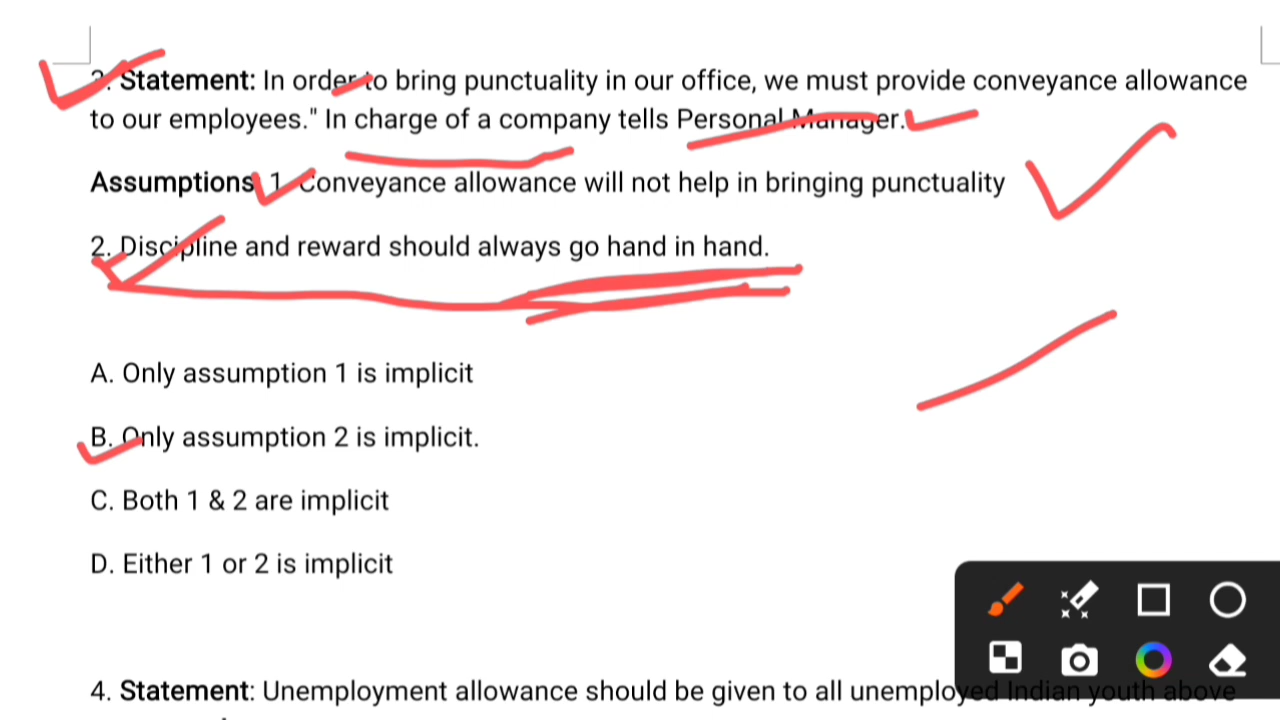 3. Statement: In order to bring punctuality in our office, we must provide conveyance allowance
to our employees." In charge of a company tells Personal Manager.
Assumptions 1. Conveyance allowance will not help in bringing punctuality
2. Discipline and reward should always go hand in hand.
A. Only assumption 1 is implicit
B. Only assumption 2 is implicit.
C. Both 1 & 2 are implicit
D. Either 1 or 2 is implicit
4. Statement: Unemployment allowance should be given to all unemployed Indian youth above